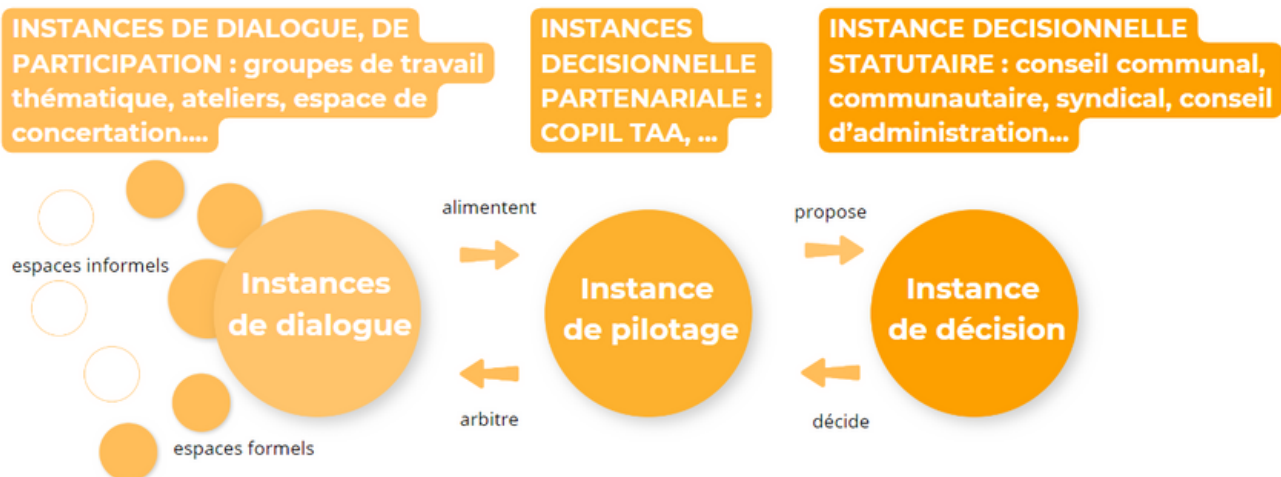 INSTANCES DE DIALOGUE, DE
PARTICIPATION : groupes de travail
thématique, ateliers, espace de
concertation....
INSTANCES
DECISIONNELLE
PARTENARIALE :
COPIL TAA, ...
INSTANCE DECISIONNELLE
STATUTAIRE : conseil communal,
communautaire, syndical, conseil
d’administration...
alimentent
propose
espaces informels
Instances
de dialogue
Instance
de pilotage
Instance
de décision
arbitre
décide
espaces formels